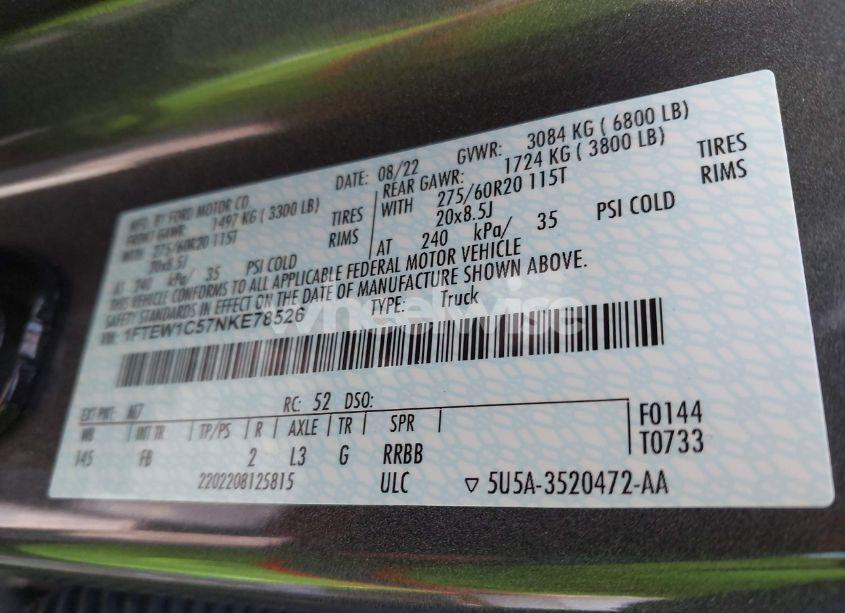 MFD. BY FORD MOTOR CO.
DATE: 08/22 GVWR: 3084 KG ( 6800 LB)
FRONT GAWR: 1497 KG ( 3300 LB)
WITH 275/60R20 115T TIRES
20x8.5J RIMS
AT 240 kPa/ 35 PSI COLD
REAR GAWR: 1724 KG ( 3800 LB)
WITH 275/60R20 115T TIRES
20x8.5J RIMS
AT 240 kPa/ 35 PSI COLD
THIS VEHICLE CONFORMS TO ALL APPLICABLE FEDERAL MOTOR VEHICLE
SAFETY STANDARDS IN EFFECT ON THE DATE OF MANUFACTURE SHOWN ABOVE.
VIN: 1FTEW1C57NKE78526 TYPE: Truck
wheelwise
EXT PNT: M7 RC: 52 DSO:
WB INT TR TP/PS R AXLE TR SPR
145 FB 2 L3 G RRBB
F0144
T0733
2202208125815 ULC ▽ 5U5A-3520472-AA